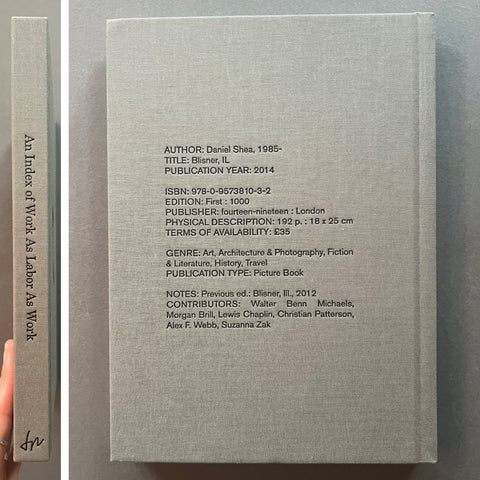 An Index of Work As Labor As Work
fn
AUTHOR: Daniel Shea, 1985-
TITLE: Blisner, IL
PUBLICATION YEAR: 2014
ISBN: 978-0-9573810-3-2
EDITION: First : 1000
PUBLISHER: fourteen-nineteen : London
PHYSICAL DESCRIPTION: 192 p. : 18 x 25 cm
TERMS OF AVAILABILITY: £35
GENRE: Art, Architecture & Photography, Fiction
& Literature, History, Travel
PUBLICATION TYPE: Picture Book
NOTES: Previous ed.: Blisner, Ill., 2012
CONTRIBUTORS: Walter Benn Michaels,
Morgan Brill, Lewis Chaplin, Christian Patterson,
Alex F. Webb, Suzanna Zak